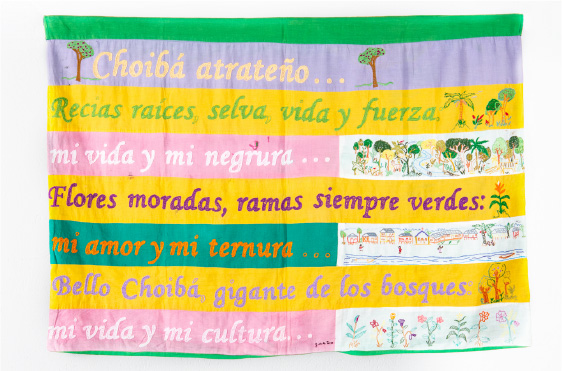 Choibá atrateño...
Recias raíces, selva, vida y fuerza,
mi vida y mi negrura...
Flores moradas, ramas siempre verdes:
mi amor y mi ternura...
Bello Choibá, gigante de los bosques:
mi vida y mi cultura...